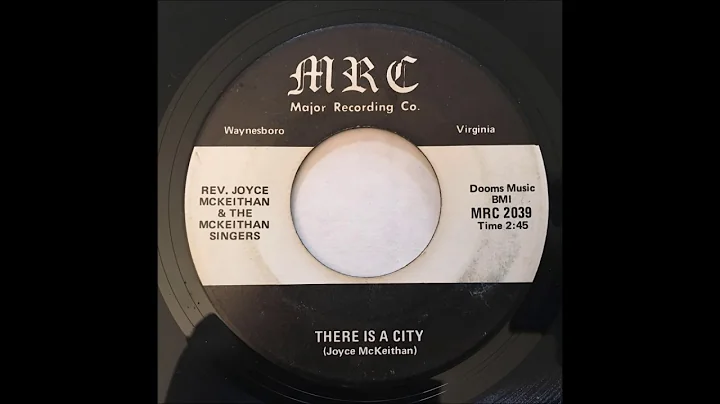 MRC
Major Recording Co.
Waynesboro
Virginia
REV. JOYCE
MCKEITHAN
& THE
MCKEITHAN
SINGERS
Dooms Music
BMI
MRC 2039
Time 2:45
THERE IS A CITY
(Joyce McKeithan)